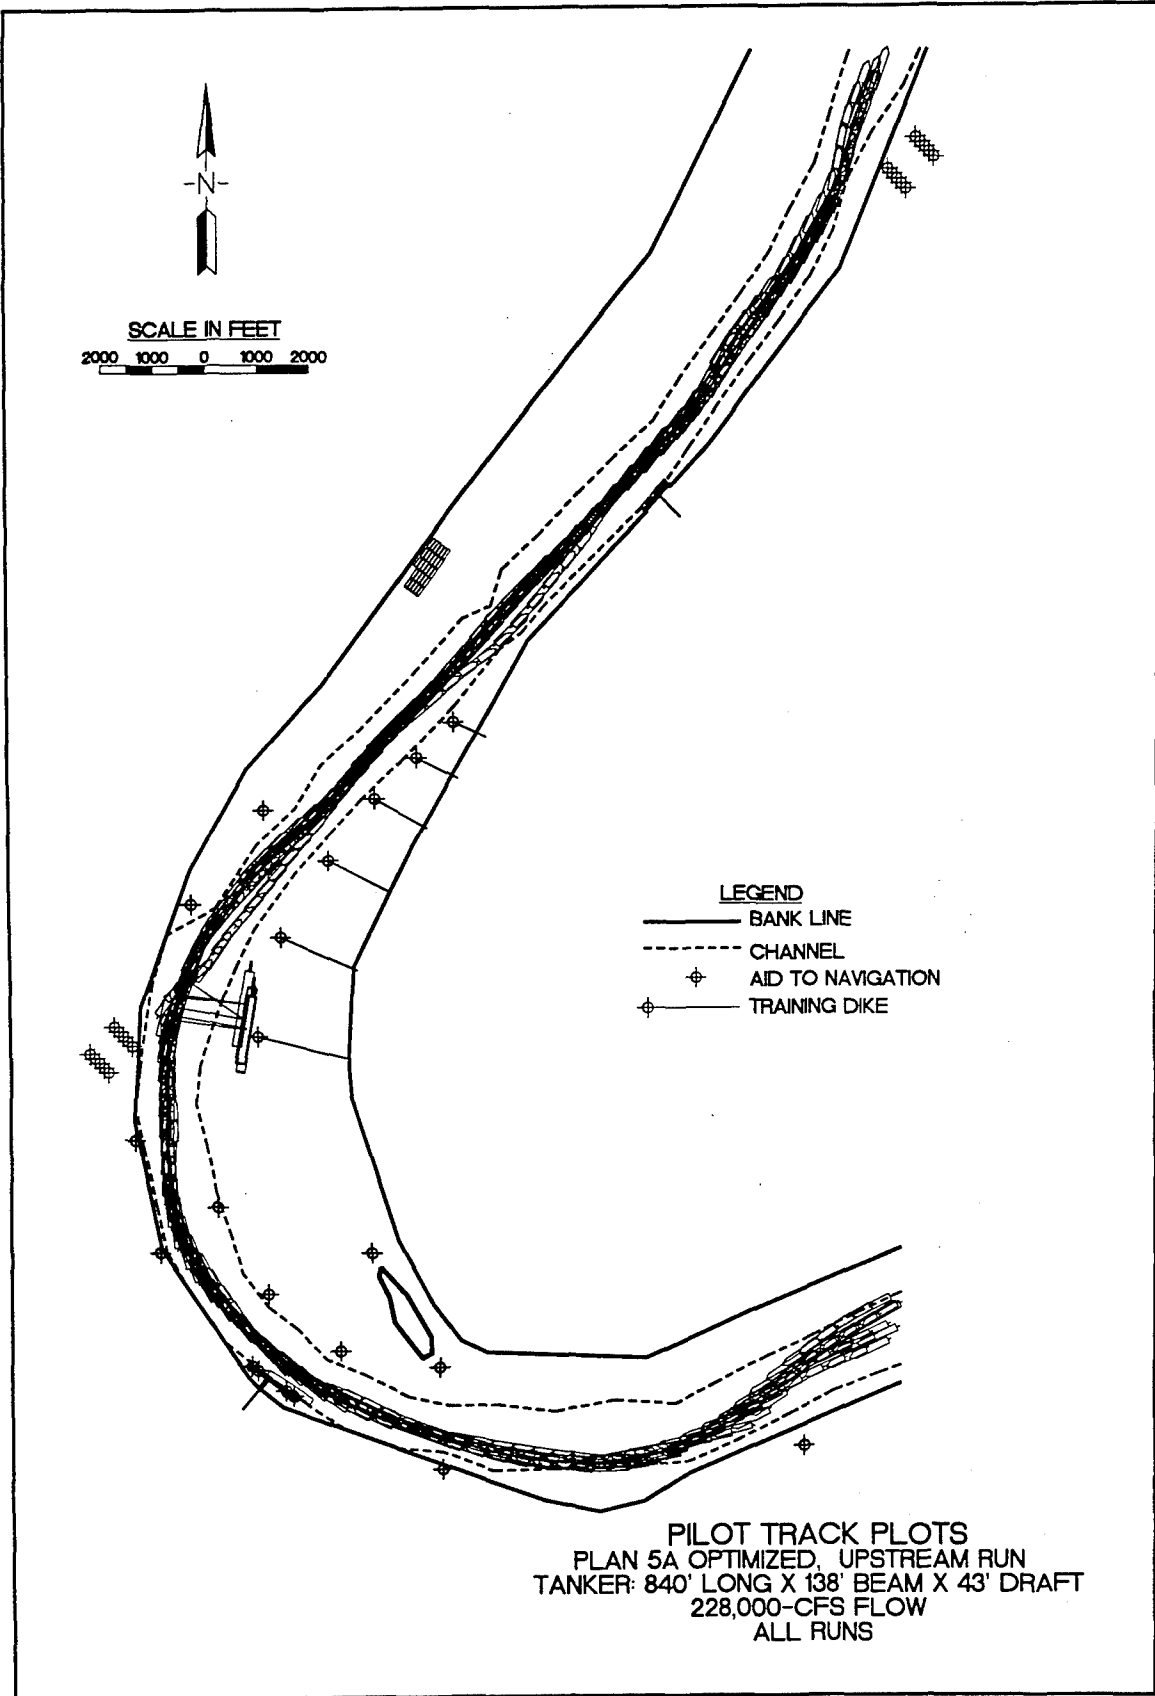 -N-
SCALE IN FEET
2000 1000 0 1000 2000
LEGEND
BANK LINE
CHANNEL
AID TO NAVIGATION
TRAINING DIKE
PILOT TRACK PLOTS
PLAN 5A OPTIMIZED, UPSTREAM RUN
TANKER: 840' LONG X 138' BEAM X 43' DRAFT
228,000-CFS FLOW
ALL RUNS